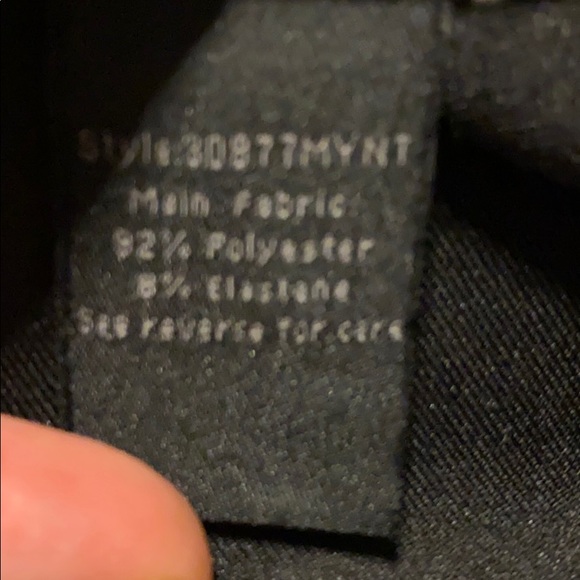 Style:30877MYNT
Main Fabric:
92% Polyester
8% Elastane
See reverse for care